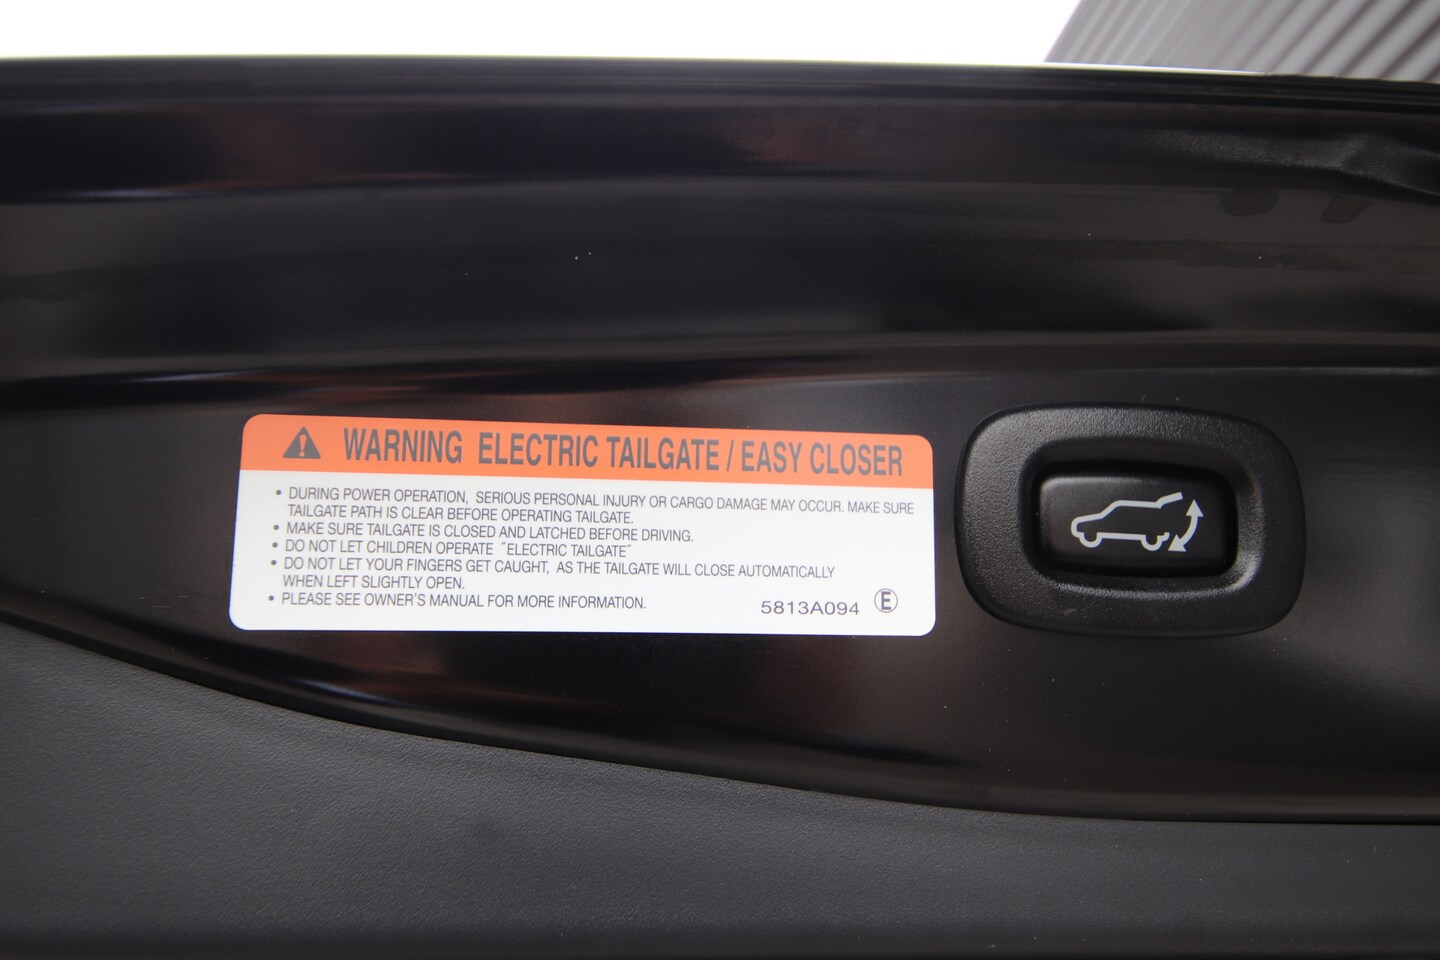 WARNING ELECTRIC TAILGATE / EASY CLOSER
• DURING POWER OPERATION, SERIOUS PERSONAL INJURY OR CARGO DAMAGE MAY OCCUR. MAKE SURE
TAILGATE PATH IS CLEAR BEFORE OPERATING TAILGATE.
• MAKE SURE TAILGATE IS CLOSED AND LATCHED BEFORE DRIVING.
• DO NOT LET CHILDREN OPERATE "ELECTRIC TAILGATE"
• DO NOT LET YOUR FINGERS GET CAUGHT, AS THE TAILGATE WILL CLOSE AUTOMATICALLY
WHEN LEFT SLIGHTLY OPEN.
• PLEASE SEE OWNER'S MANUAL FOR MORE INFORMATION.
5813A094 Ⓔ